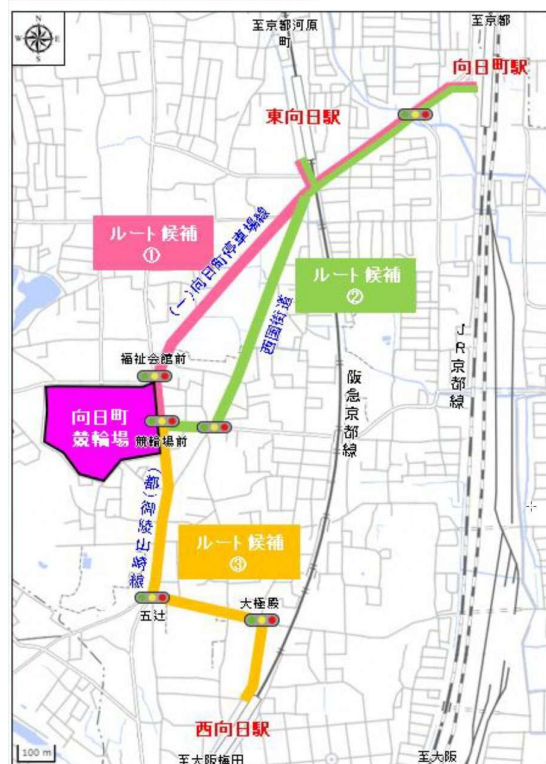 N
W E
S
至京都河原
町
至京都
向日町駅
東向日駅
ルート候補
①
(一)向日町停車場線
ルート候補
②
西国街道
福祉会館前
向日町
競輪場
競輪場前
阪急京都線
JR京都線
(都)御陵山崎線
ルート候補
③
五辻
大極殿
西向日駅
100 m
至大阪梅田
至大阪